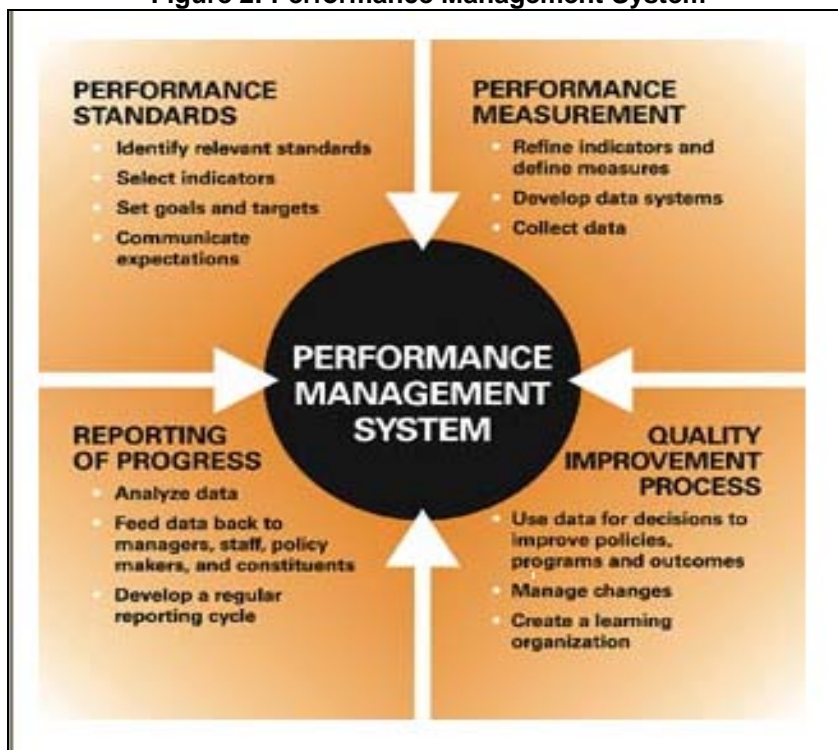 Figure 2. Performance Management System
PERFORMANCE
STANDARDS
Identify relevant standards
Select indicators
Set goals and targets
Communicate
expectations
PERFORMANCE
MEASUREMENT
Refine indicators and
define measures
Develop data systems
Collect data
PERFORMANCE
MANAGEMENT
SYSTEM
REPORTING
OF PROGRESS
Analyze data
Feed data back to
managers, staff, policy
makers, and constituents
Develop a regular
reporting cycle
QUALITY
IMPROVEMENT
PROCESS
Use data for decisions to
improve policies,
programs and outcomes
Manage changes
Create a learning
organization